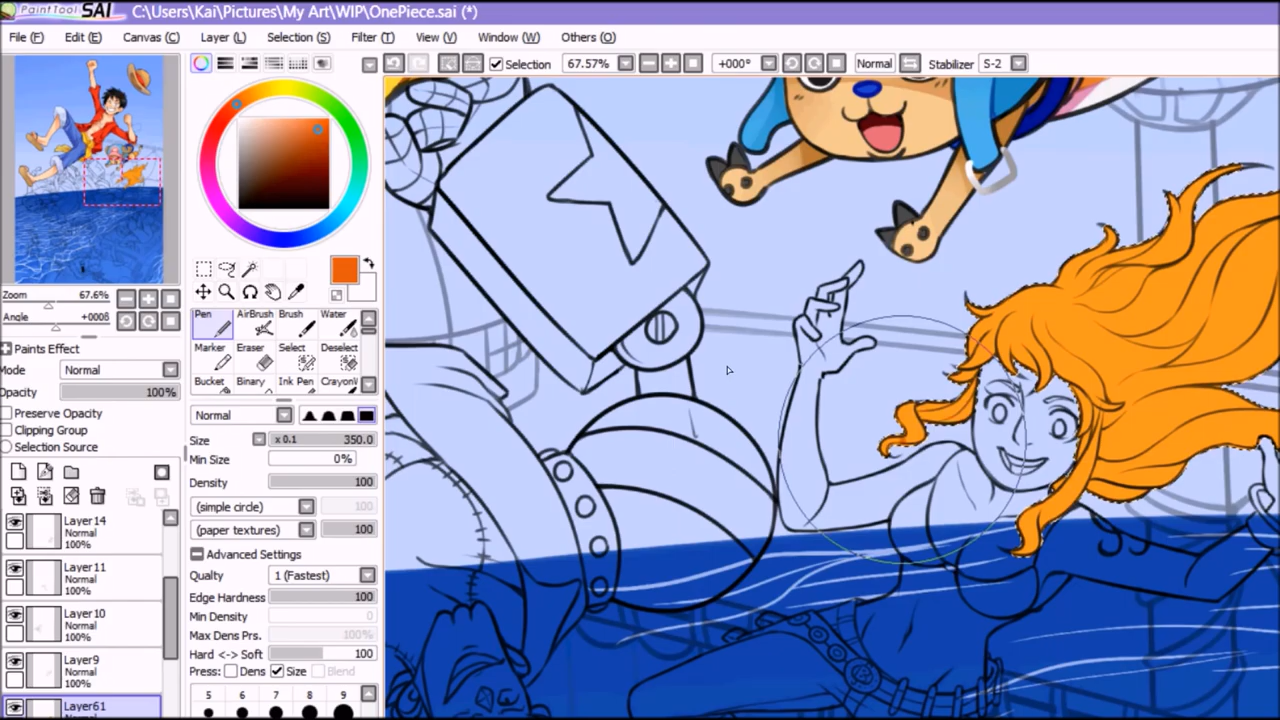 PaintTool SAI C:\Users\Kai\Pictures\My Art\WIP\OnePiece.sai (*)
File (F) Edit (E) Canvas (C) Layer (L) Selection (S) Filter (T) View (V) Window (W) Others (O)
Selection 67.57% +000° Normal Stabilizer S-2
Zoom 67.6%
Angle +0008
Paints Effect
Mode Normal
Opacity 100%
Preserve Opacity
Clipping Group
Selection Source
Layer14
Normal
100%
Layer11
Normal
100%
Layer10
Normal
100%
Layer9
Normal
100%
Layer61
Normal
Pen AirBrush Brush Water
Marker Eraser Select Deselect
Bucket Binary Ink Pen CrayonW
Normal
Size x 0.1 350.0
Min Size 0%
Density 100
(simple circle) 100
(paper textures) 100
Advanced Settings
Quality 1 (Fastest)
Edge Hardness 100
Min Density 0
Max Dens Prs. 100%
Hard <-> Soft 100
Press: Dens Size Blend
5 6 7 8 9